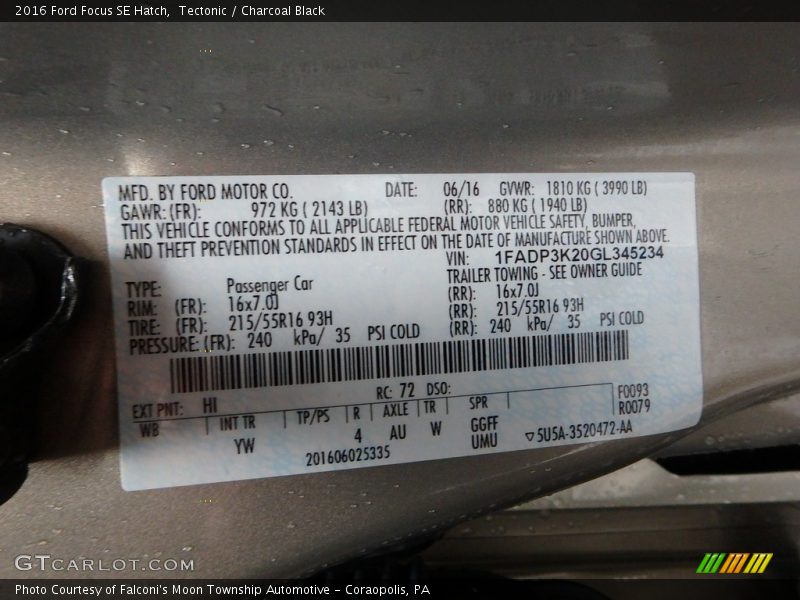 2016 Ford Focus SE Hatch, Tectonic / Charcoal Black
MFD. BY FORD MOTOR CO. DATE: 06/16 GVWR: 1810 KG ( 3990 LB)
GAWR: (FR): 972 KG ( 2143 LB) (RR): 880 KG ( 1940 LB)
THIS VEHICLE CONFORMS TO ALL APPLICABLE FEDERAL MOTOR VEHICLE SAFETY, BUMPER,
AND THEFT PREVENTION STANDARDS IN EFFECT ON THE DATE OF MANUFACTURE SHOWN ABOVE.
VIN: 1FADP3K20GL345234
TYPE: Passenger Car TRAILER TOWING - SEE OWNER GUIDE
RIM: (FR): 16x7.0J (RR): 16x7.0J
TIRE: (FR): 215/55R16 93H (RR): 215/55R16 93H
PRESSURE: (FR): 240 kPa/ 35 PSI COLD (RR): 240 kPa/ 35 PSI COLD
EXT PNT: HI RC: 72 DSO: F0093
WB INT TR TP/PS R AXLE TR SPR R0079
YW 4 AU W GGFF
UMU
201606025335 ▽5U5A-3520472-AA
GTCARLOT.COM
Photo Courtesy of Falconi's Moon Township Automotive - Coraopolis, PA